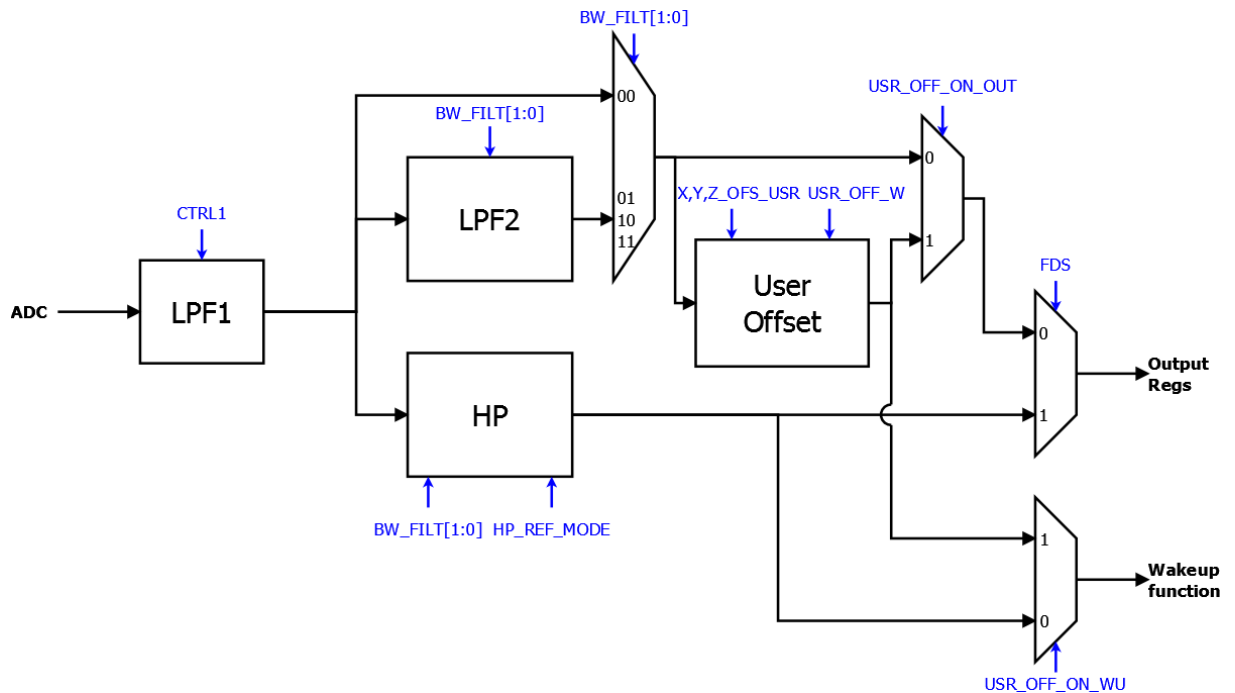 BW_FILT[1:0]
USR_OFF_ON_OUT
00
BW_FILT[1:0]
0
X,Y,Z_OFS_USR USR_OFF_W
01
CTRL1
LPF2
10
11
1
FDS
User
Offset
ADC
LPF1
0
Output
Regs
HP
1
BW_FILT[1:0] HP_REF_MODE
1
Wakeup
function
0
USR_OFF_ON_WU